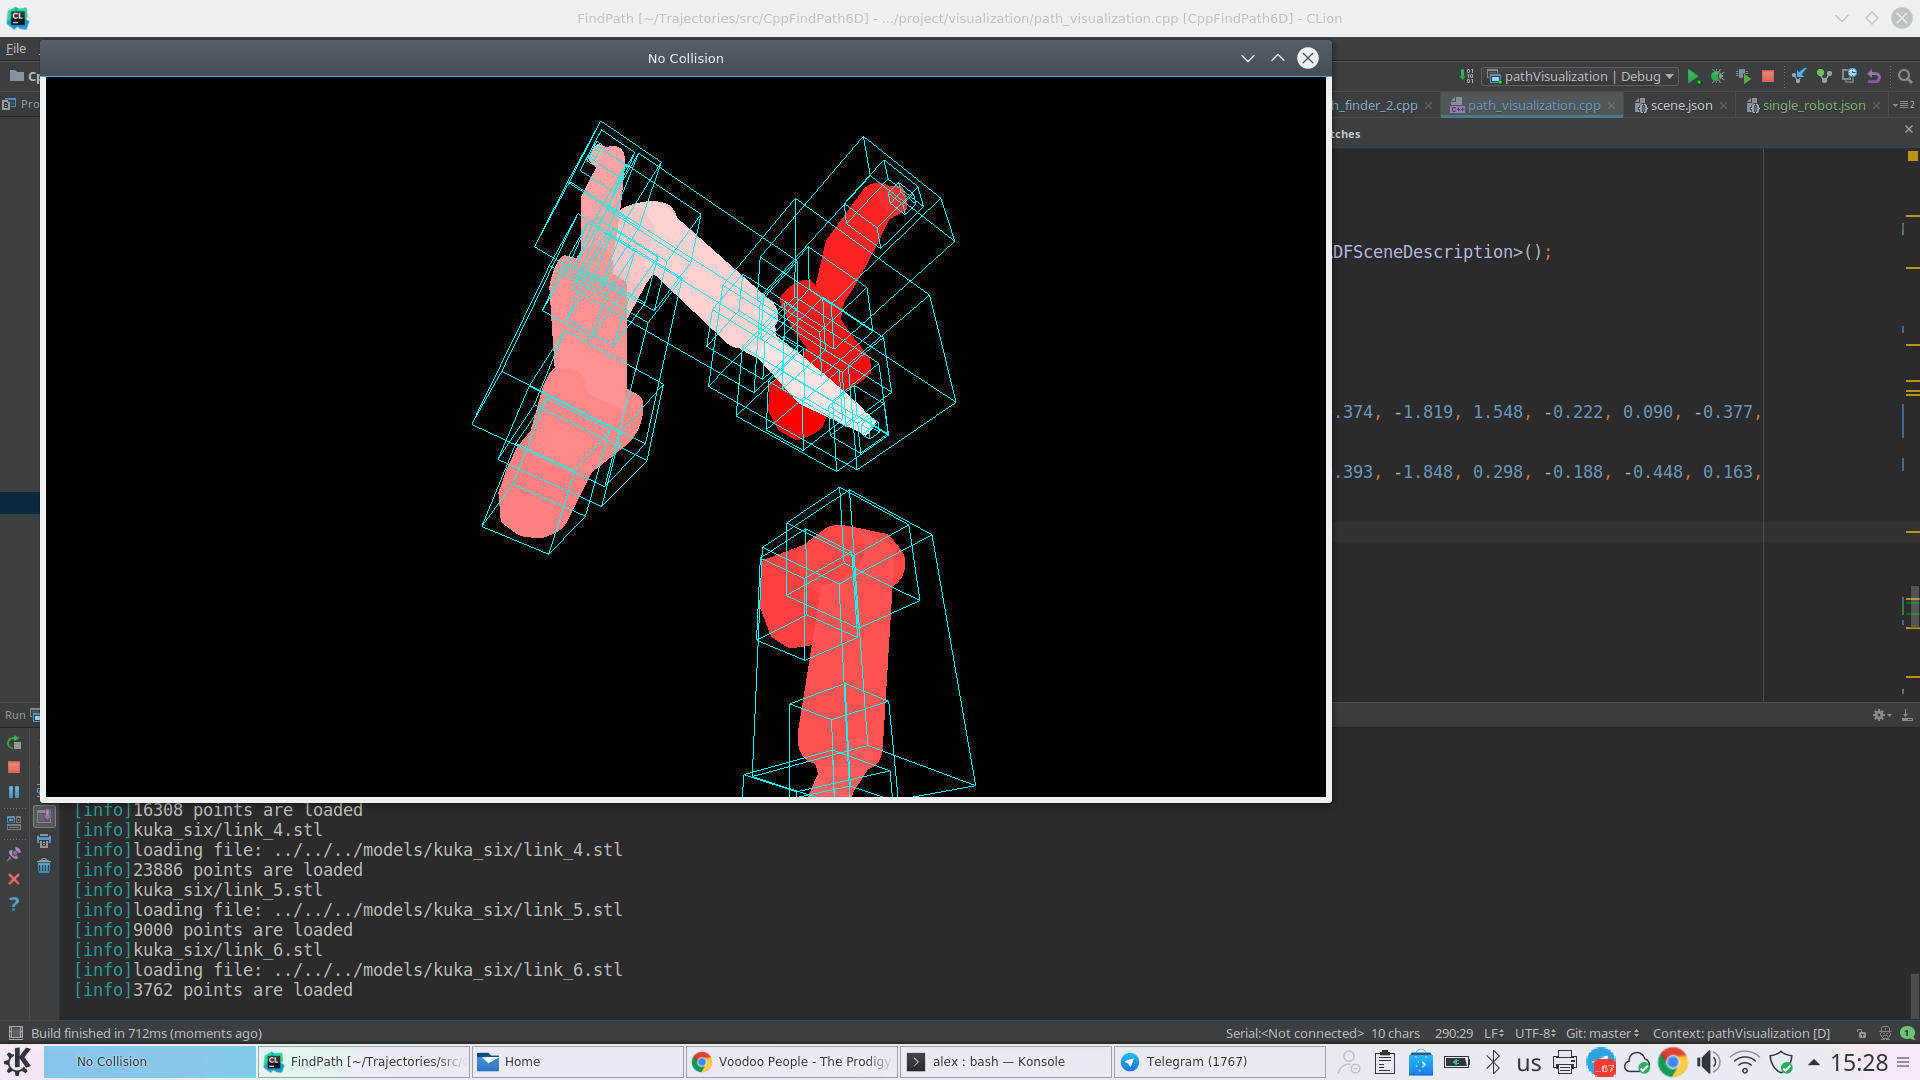 FindPath [~/Trajectories/src/CppFindPath6D] - .../project/visualization/path_visualization.cpp [CppFindPath6D] - CLion
File
No Collision
pathVisualization | Debug
Pro
h_finder_2.cpp
path_visualization.cpp
scene.json
single_robot.json
tches
DFSceneDescription>();
.374, -1.819, 1.548, -0.222, 0.090, -0.377,
.393, -1.848, 0.298, -0.188, -0.448, 0.163,
Run
[info]16308 points are loaded
[info]kuka_six/link_4.stl
[info]loading file: ../../../models/kuka_six/link_4.stl
[info]23886 points are loaded
[info]kuka_six/link_5.stl
[info]loading file: ../../../models/kuka_six/link_5.stl
[info]9000 points are loaded
[info]kuka_six/link_6.stl
[info]loading file: ../../../models/kuka_six/link_6.stl
[info]3762 points are loaded
Build finished in 712ms (moments ago)
Serial:<Not connected> 10 chars 290:29 LF UTF-8 Git: master Context: pathVisualization [D]
No Collision
FindPath [~/Trajectories/src/
Home
Voodoo People - The Prodigy
alex : bash — Konsole
Telegram (1767)
us
15:28